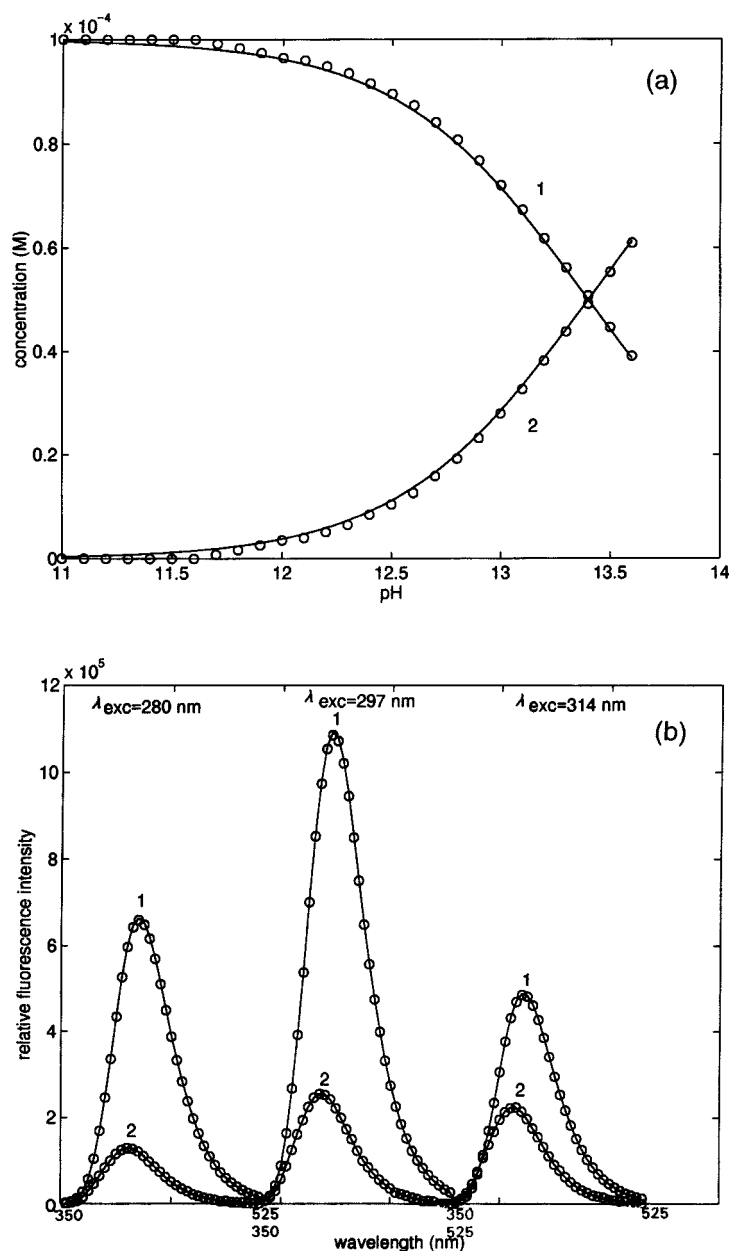 × 10⁻⁴
1
0.8
0.6
0.4
0.2
0
concentration (M)
(a)
1
2
11 11.5 12 12.5 13 13.5 14
pH
× 10⁵
12
10
8
6
4
2
0
relative fluorescence intensity
λexc=280 nm λexc=297 nm λexc=314 nm
(b)
1
1
1
2
2
2
350 525 350 525
350 525
wavelength (nm)